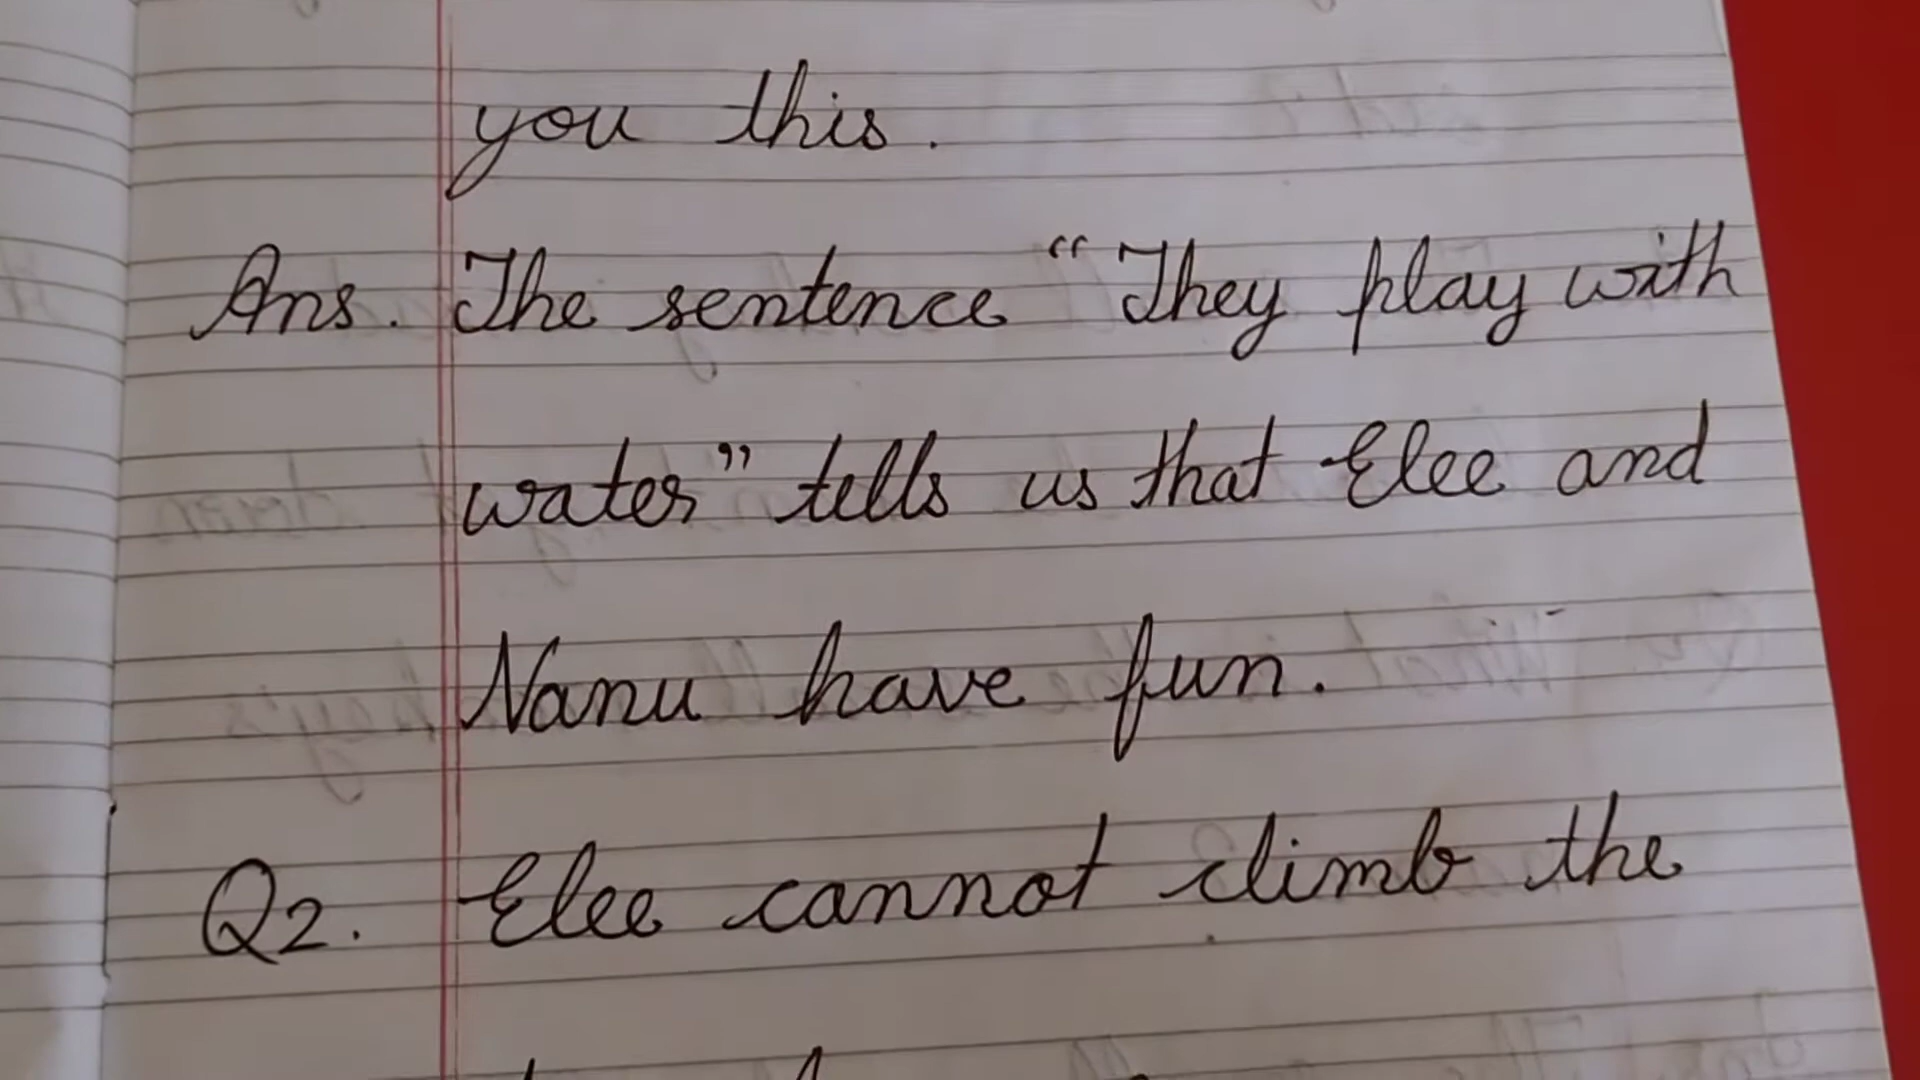 you this.
Ans. The sentence “They play with
water” tells us that Elee and
Nanu have fun.
Q2. Elee cannot climb the